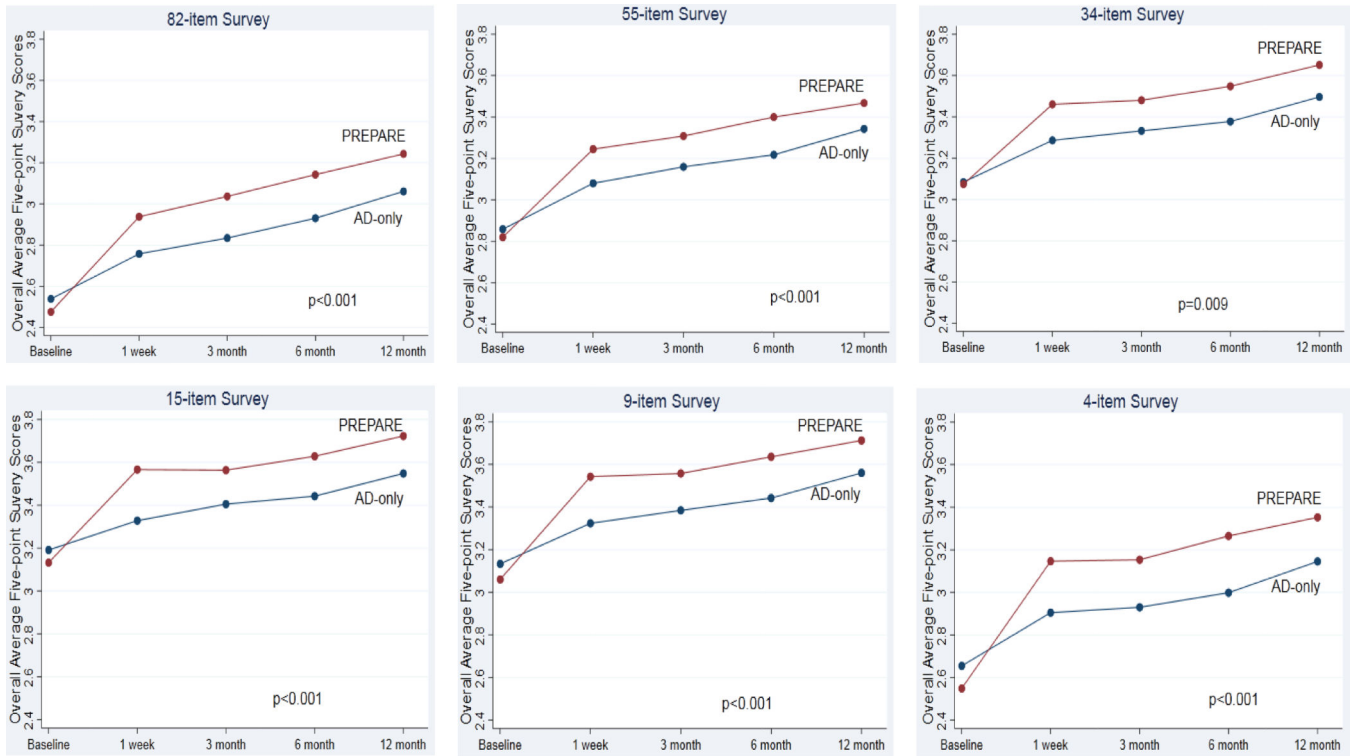 82-item Survey
Overall Average Five-point Suvery Scores
3.8
3.6
3.4
3.2
3
2.8
2.6
2.4
PREPARE
AD-only
p<0.001
Baseline 1 week 3 month 6 month 12 month
55-item Survey
Overall Average Five-point Suvery Scores
3.8
3.6
3.4
3.2
3
2.8
2.6
2.4
PREPARE
AD-only
p<0.001
Baseline 1 week 3 month 6 month 12 month
34-item Survey
Overall Average Five-point Suvery Scores
3.8
3.6
3.4
3.2
3
2.8
2.6
2.4
PREPARE
AD-only
p=0.009
Baseline 1 week 3 month 6 month 12 month
15-item Survey
Overall Average Five-point Suvery Scores
3.8
3.6
3.4
3.2
3
2.8
2.6
2.4
PREPARE
AD-only
p<0.001
Baseline 1 week 3 month 6 month 12 month
9-item Survey
Overall Average Five-point Suvery Scores
3.8
3.6
3.4
3.2
3
2.8
2.6
2.4
PREPARE
AD-only
p<0.001
Baseline 1 week 3 month 6 month 12 month
4-item Survey
Overall Average Five-point Suvery Scores
3.8
3.6
3.4
3.2
3
2.8
2.6
2.4
PREPARE
AD-only
p<0.001
Baseline 1 week 3 month 6 month 12 month